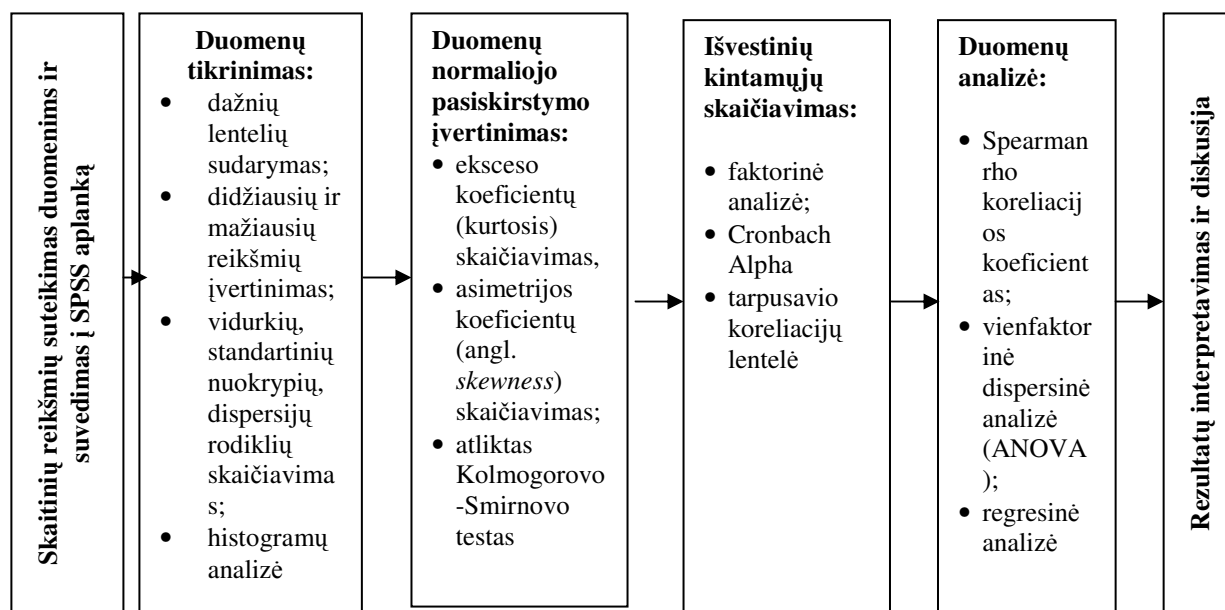 Skaitinių reikšmių suteikimas duomenims ir
suvedimas į SPSS aplanką
Duomenų
tikrinimas:
• dažnių
lentelių
sudarymas;
• didžiausių ir
mažiausių
reikšmių
įvertinimas;
• vidurkių,
standartinių
nuokrypių,
dispersijų
rodiklių
skaičiavima
s;
• histogramų
analizė
Duomenų
normaliojo
pasiskirstymo
įvertinimas:
• eksceso
koeficientų
(kurtosis)
skaičiavimas,
• asimetrijos
koeficientų
(angl.
skewness)
skaičiavimas;
• atliktas
Kolmogorovo
-Smirnovo
testas
Išvestinių
kintamųjų
skaičiavimas:
• faktorinė
analizė;
• Cronbach
Alpha
• tarpusavio
koreliacijų
lentelė
Duomenų
analizė:
• Spearman
rho
koreliacij
os
koeficient
as;
• vienfaktor
inė
dispersinė
analizė
(ANOVA
);
• regresinė
analizė
Rezultatų interpretavimas ir diskusija